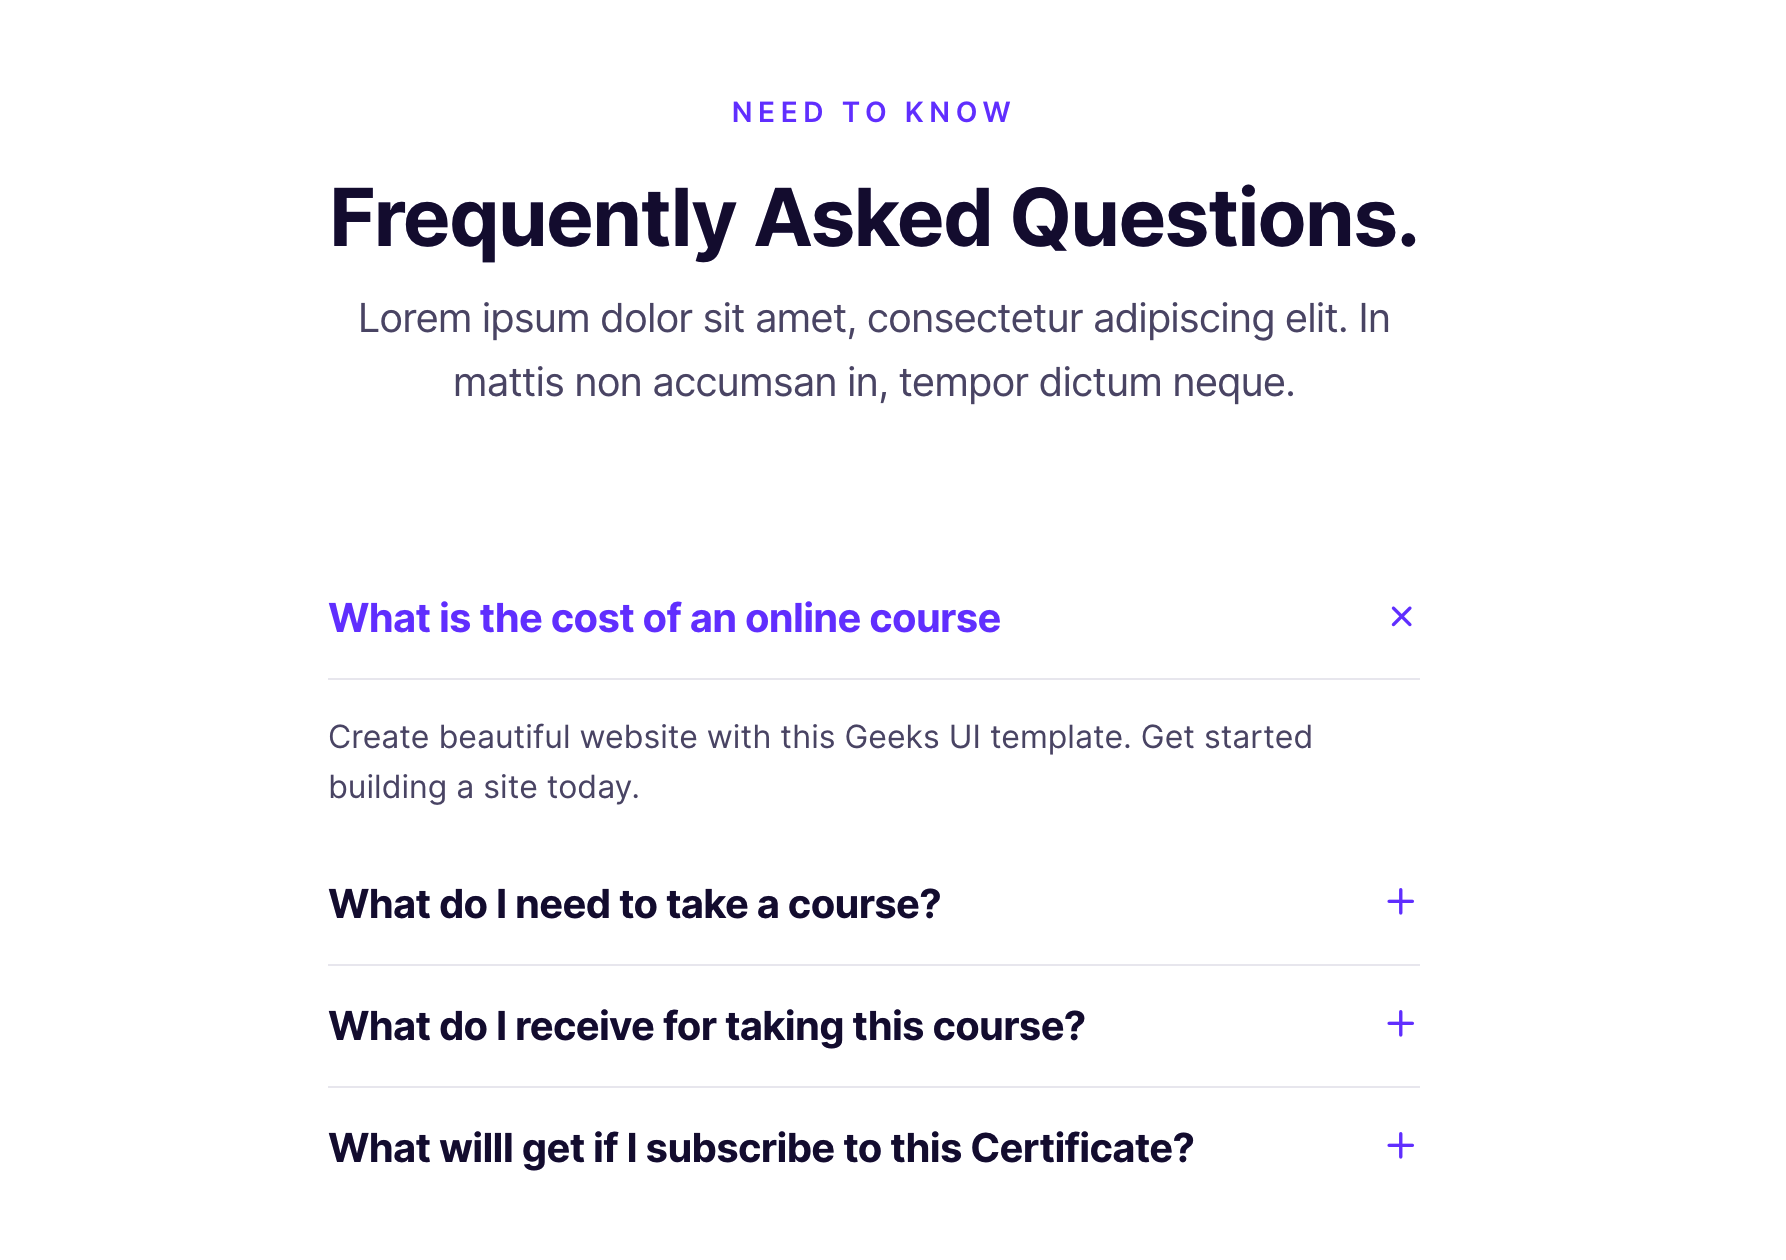 NEED TO KNOW
Frequently Asked Questions.
Lorem ipsum dolor sit amet, consectetur adipiscing elit. In
mattis non accumsan in, tempor dictum neque.
What is the cost of an online course
Create beautiful website with this Geeks UI template. Get started
building a site today.
What do I need to take a course?
What do I receive for taking this course?
What willl get if I subscribe to this Certificate?